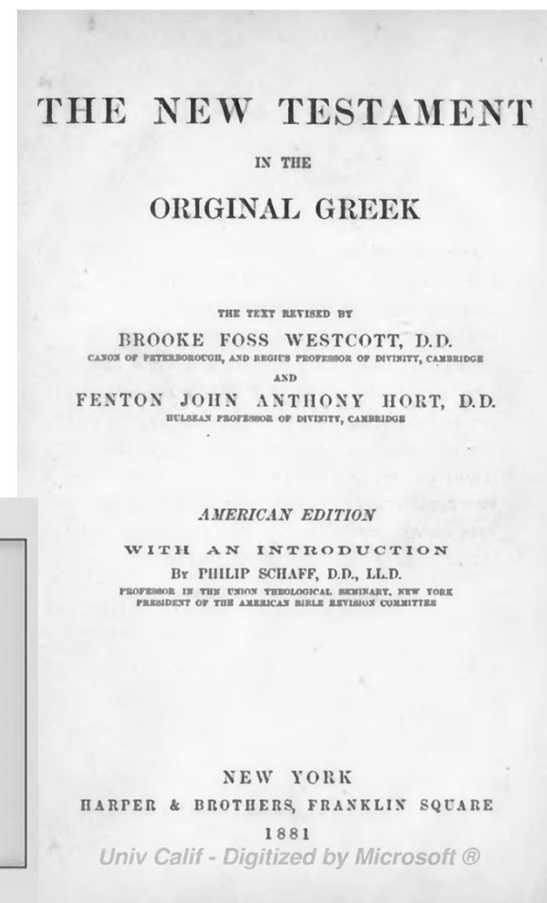 THE NEW TESTAMENT
IN THE
ORIGINAL GREEK
THE TEXT REVISED BY
BROOKE FOSS WESTCOTT, D.D.
CANON OF PETERBOROUGH, AND REGIUS PROFESSOR OF DIVINITY, CAMBRIDGE
AND
FENTON JOHN ANTHONY HORT, D.D.
HULSEAN PROFESSOR OF DIVINITY, CAMBRIDGE
AMERICAN EDITION
WITH AN INTRODUCTION
By PHILIP SCHAFF, D.D., LL.D.
PROFESSOR IN THE UNION THEOLOGICAL SEMINARY, NEW YORK
PRESIDENT OF THE AMERICAN BIBLE REVISION COMMITTEE
NEW YORK
HARPER & BROTHERS, FRANKLIN SQUARE
1881
Univ Calif - Digitized by Microsoft ®